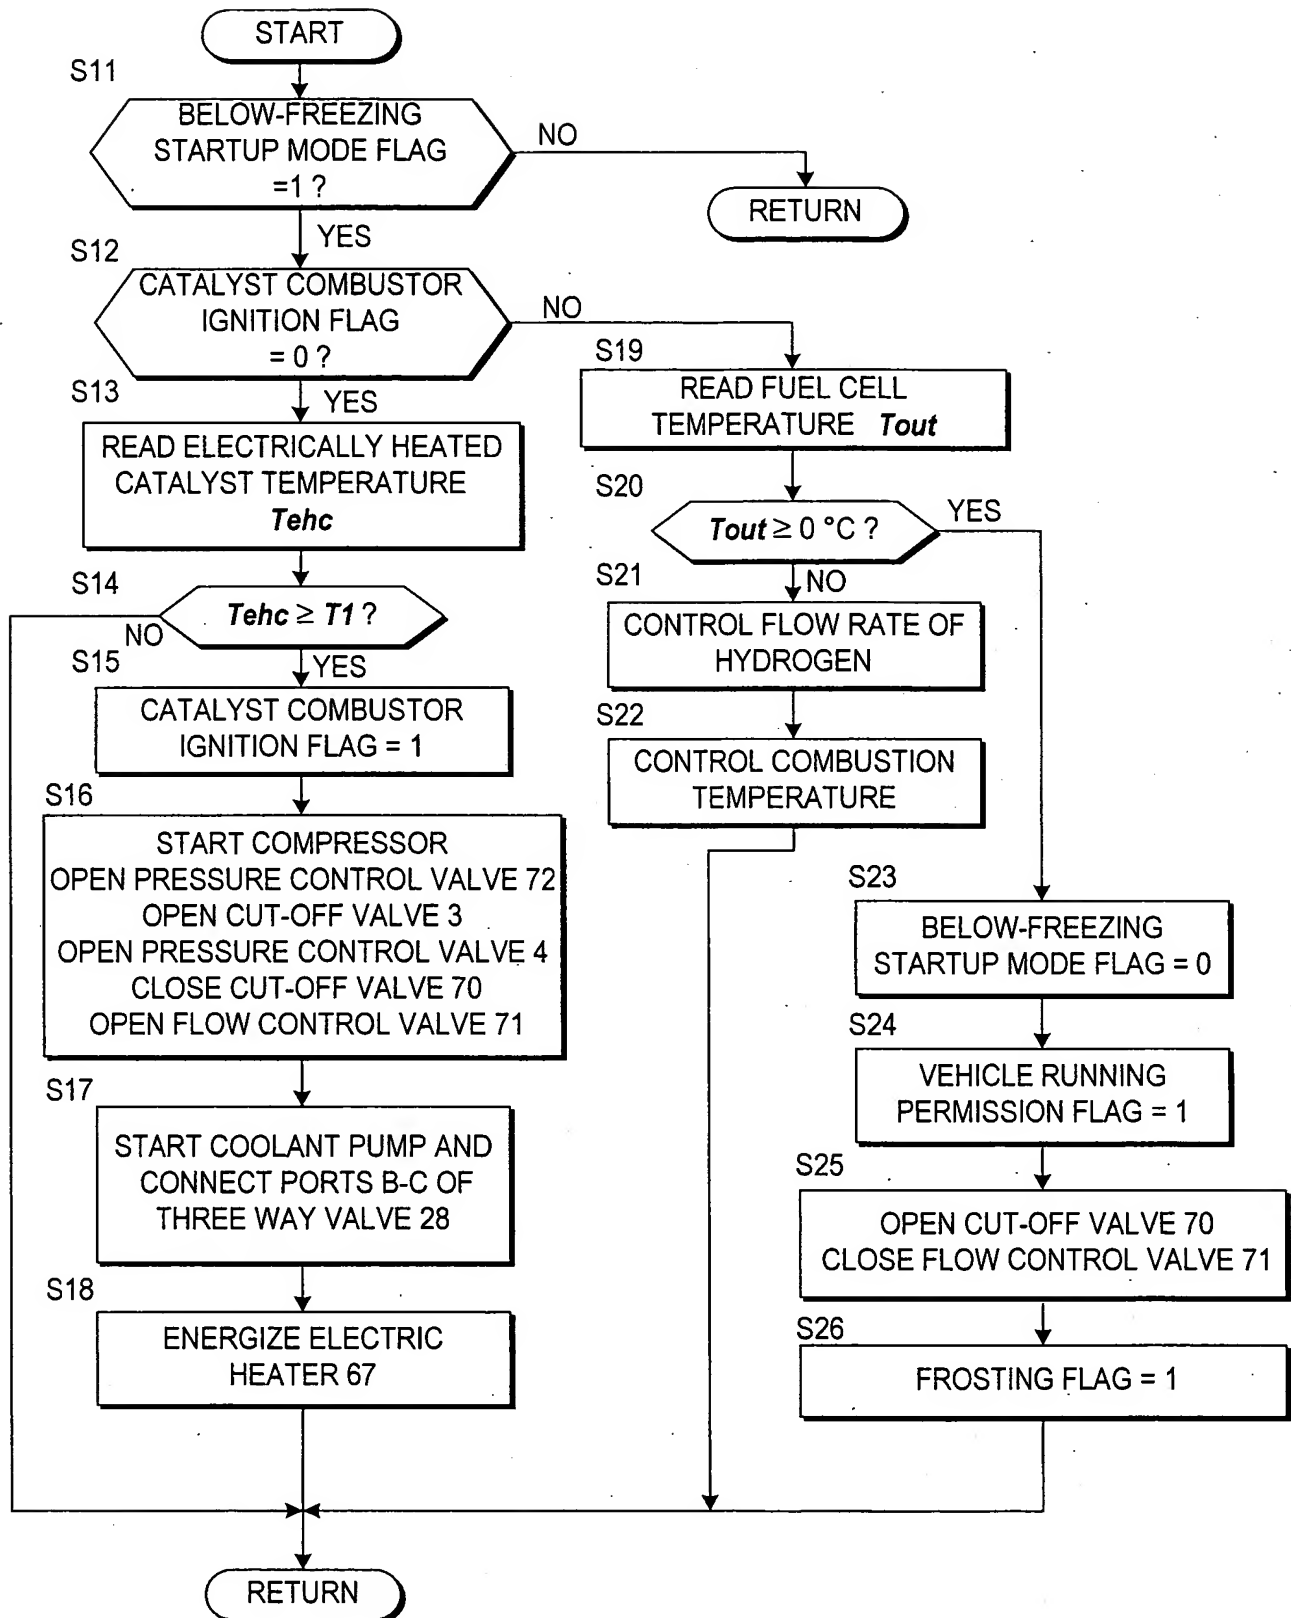 START
S11
BELOW-FREEZING
STARTUP MODE FLAG
=1 ?
NO
RETURN
YES
S12
CATALYST COMBUSTOR
IGNITION FLAG
= 0 ?
NO
YES
S13
READ ELECTRICALLY HEATED
CATALYST TEMPERATURE
Tehc
S14
Tehc ≥ T1 ?
NO
YES
S15
CATALYST COMBUSTOR
IGNITION FLAG = 1
S16
START COMPRESSOR
OPEN PRESSURE CONTROL VALVE 72
OPEN CUT-OFF VALVE 3
OPEN PRESSURE CONTROL VALVE 4
CLOSE CUT-OFF VALVE 70
OPEN FLOW CONTROL VALVE 71
S17
START COOLANT PUMP AND
CONNECT PORTS B-C OF
THREE WAY VALVE 28
S18
ENERGIZE ELECTRIC
HEATER 67
S19
READ FUEL CELL
TEMPERATURE Tout
S20
Tout ≥ 0 °C ?
YES
NO
S21
CONTROL FLOW RATE OF
HYDROGEN
S22
CONTROL COMBUSTION
TEMPERATURE
S23
BELOW-FREEZING
STARTUP MODE FLAG = 0
S24
VEHICLE RUNNING
PERMISSION FLAG = 1
S25
OPEN CUT-OFF VALVE 70
CLOSE FLOW CONTROL VALVE 71
S26
FROSTING FLAG = 1
RETURN